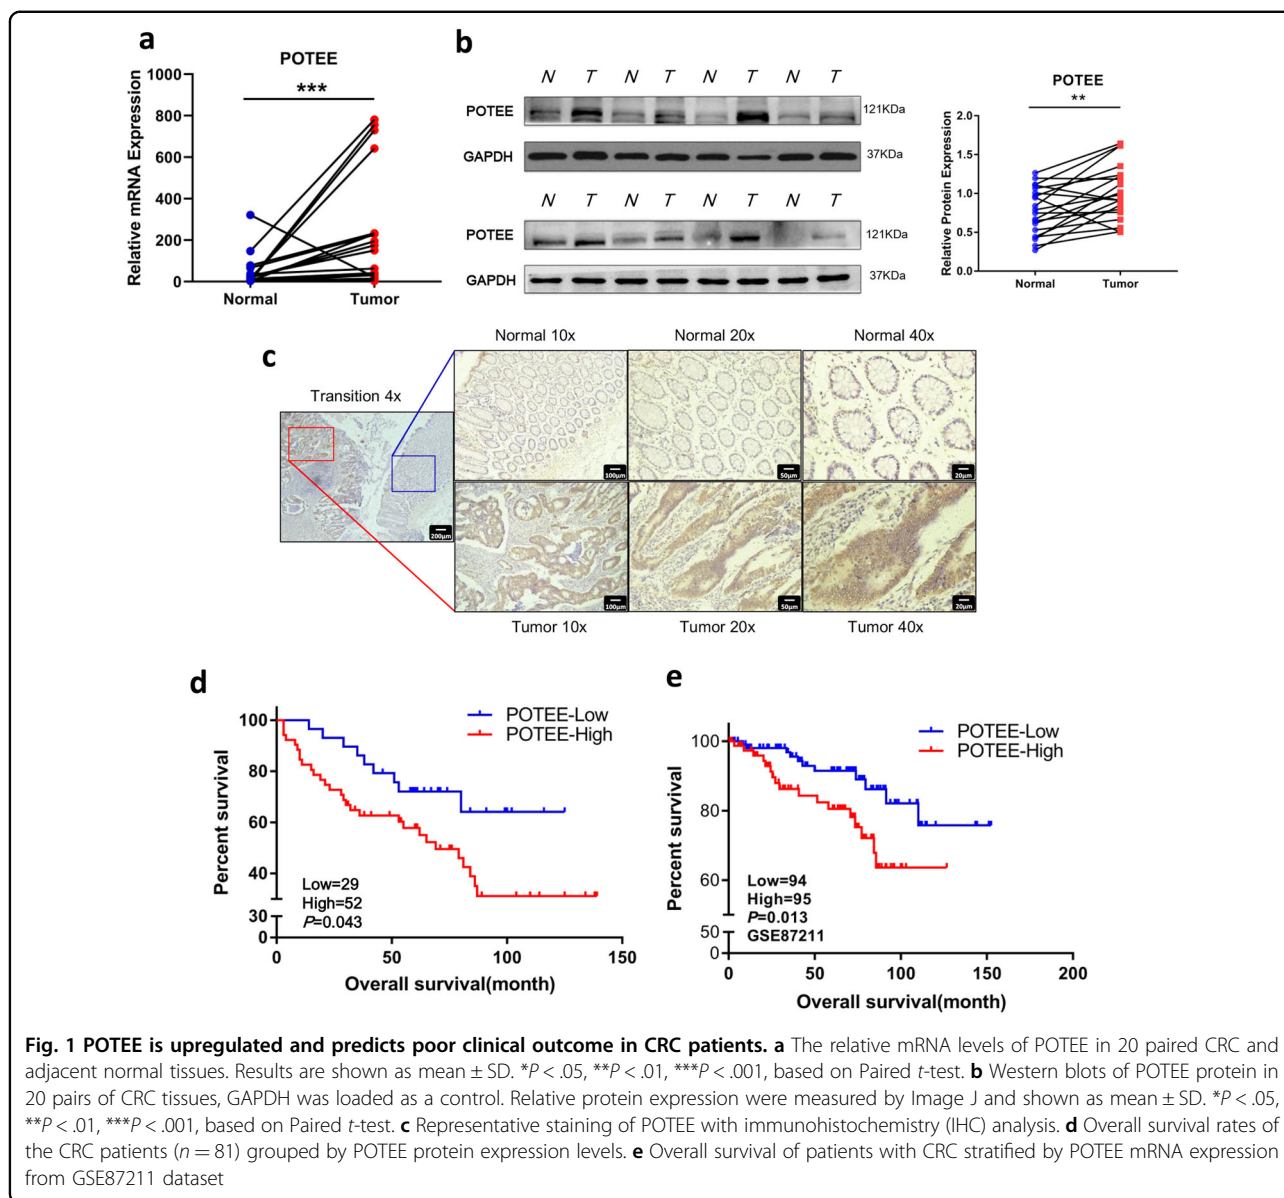 a
POTEE
1000
800
600
400
200
0
Relative mRNA Expression
***
Normal
Tumor
b
N T N T N T N T
POTEE
121KDa
GAPDH
37KDa
N T N T N T N T
POTEE
121KDa
GAPDH
37KDa
POTEE
**
2.0
1.5
1.0
0.5
0.0
Relative Protein Expression
Normal
Tumor
c
Transition 4x
200μm
Normal 10x
Normal 20x
Normal 40x
100μm
50μm
20μm
100μm
50μm
20μm
Tumor 10x
Tumor 20x
Tumor 40x
d
POTEE-Low
POTEE-High
100
80
60
40
30
0
Percent survival
Low=29
High=52
P=0.043
0 50 100 150
Overall survival(month)
e
POTEE-Low
POTEE-High
100
80
60
50
0
Percent survival
Low=94
High=95
P=0.013
GSE87211
0 50 100 150 200
Overall survival(month)
Fig. 1 POTEE is upregulated and predicts poor clinical outcome in CRC patients. a The relative mRNA levels of POTEE in 20 paired CRC and
adjacent normal tissues. Results are shown as mean ± SD. *P < .05, **P < .01, ***P < .001, based on Paired t-test. b Western blots of POTEE protein in
20 pairs of CRC tissues, GAPDH was loaded as a control. Relative protein expression were measured by Image J and shown as mean ± SD. *P < .05,
**P < .01, ***P < .001, based on Paired t-test. c Representative staining of POTEE with immunohistochemistry (IHC) analysis. d Overall survival rates of
the CRC patients (n = 81) grouped by POTEE protein expression levels. e Overall survival of patients with CRC stratified by POTEE mRNA expression
from GSE87211 dataset